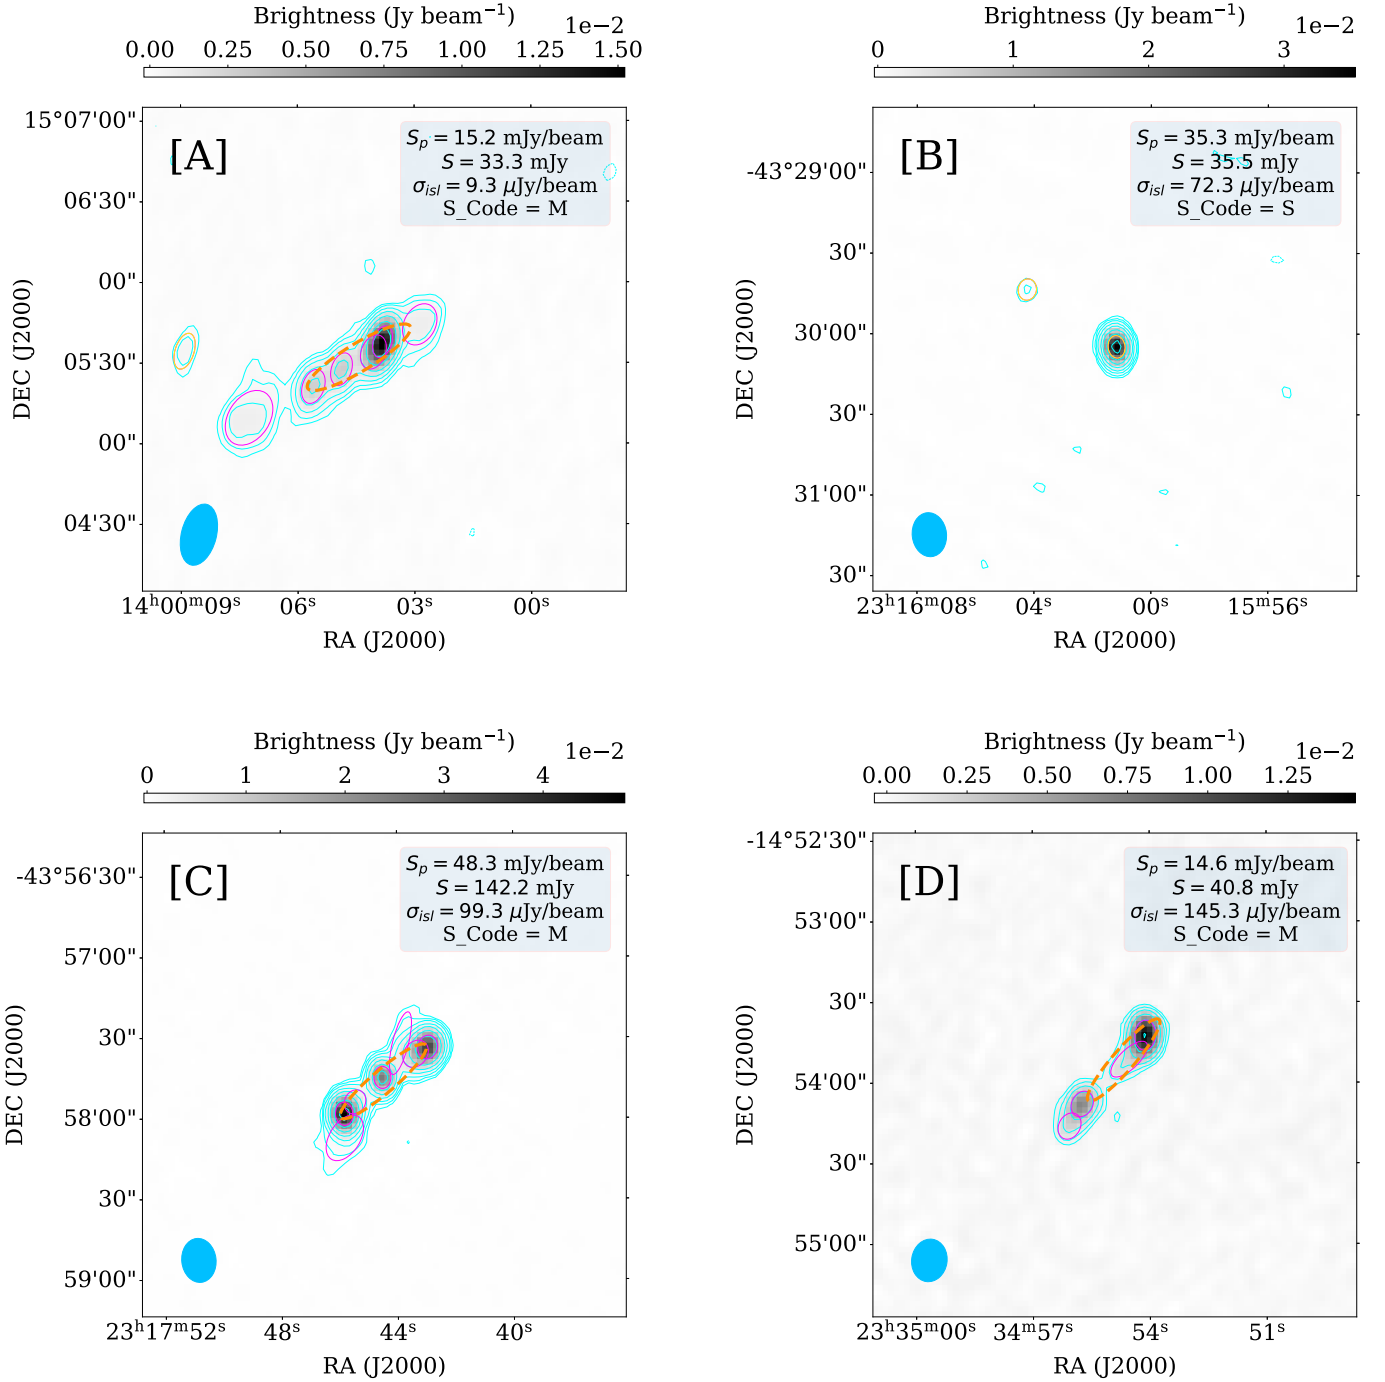 Brightness (Jy beam⁻¹)
1e−2
0.00 0.25 0.50 0.75 1.00 1.25 1.50
[A]
Sₚ = 15.2 mJy/beam
S = 33.3 mJy
σᵢₛₗ = 9.3 μJy/beam
S_Code = M
15°07'00"
06'30"
00"
05'30"
00"
04'30"
DEC (J2000)
14ʰ00ᵐ09ˢ 06ˢ 03ˢ 00ˢ
RA (J2000)
Brightness (Jy beam⁻¹)
1e−2
0 1 2 3
[B]
Sₚ = 35.3 mJy/beam
S = 35.5 mJy
σᵢₛₗ = 72.3 μJy/beam
S_Code = S
-43°29'00"
30"
30'00"
30"
31'00"
30"
DEC (J2000)
23ʰ16ᵐ08ˢ 04ˢ 00ˢ 15ᵐ56ˢ
RA (J2000)
Brightness (Jy beam⁻¹)
1e−2
0 1 2 3 4
[C]
Sₚ = 48.3 mJy/beam
S = 142.2 mJy
σᵢₛₗ = 99.3 μJy/beam
S_Code = M
-43°56'30"
57'00"
30"
58'00"
30"
59'00"
DEC (J2000)
23ʰ17ᵐ52ˢ 48ˢ 44ˢ 40ˢ
RA (J2000)
Brightness (Jy beam⁻¹)
1e−2
0.00 0.25 0.50 0.75 1.00 1.25
[D]
Sₚ = 14.6 mJy/beam
S = 40.8 mJy
σᵢₛₗ = 145.3 μJy/beam
S_Code = M
-14°52'30"
53'00"
30"
54'00"
30"
55'00"
DEC (J2000)
23ʰ35ᵐ00ˢ 34ᵐ57ˢ 54ˢ 51ˢ
RA (J2000)